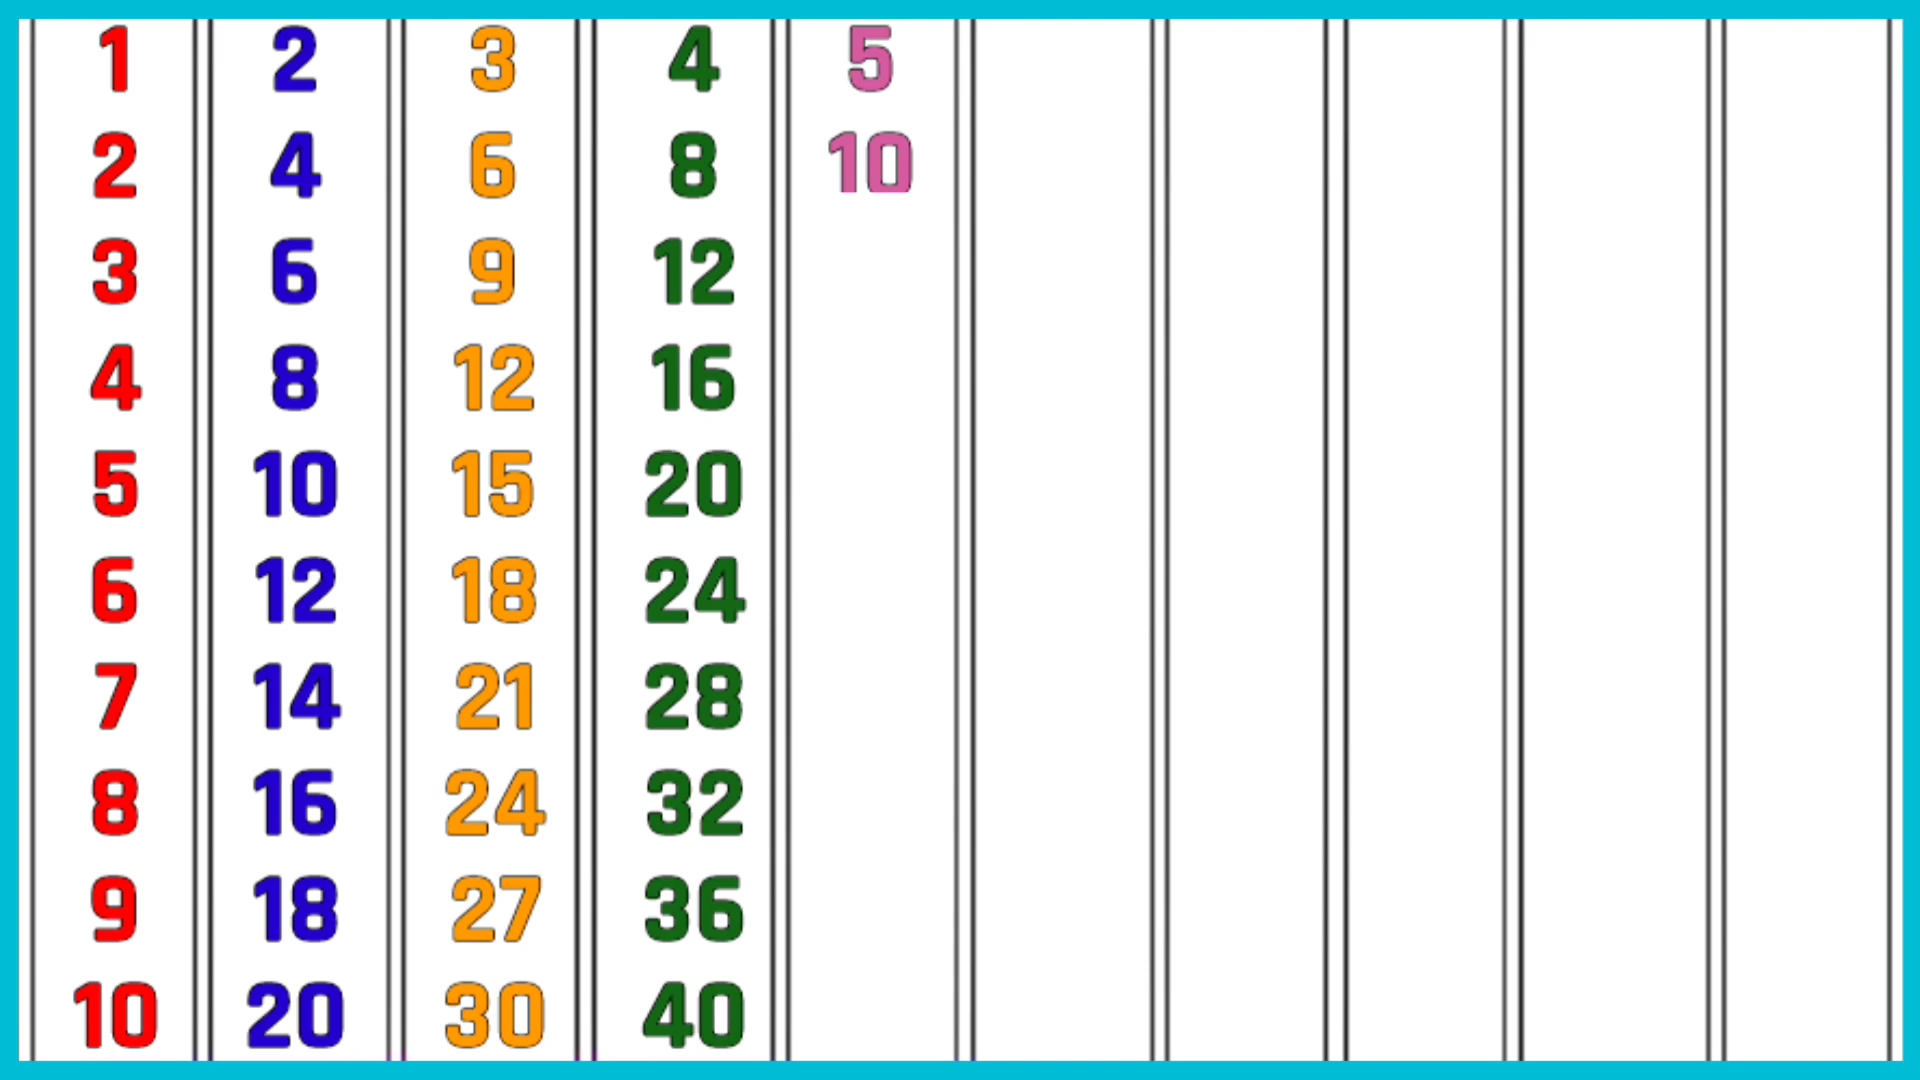 1 2 3 4 5
2 4 6 8 10
3 6 9 12
4 8 12 16
5 10 15 20
6 12 18 24
7 14 21 28
8 16 24 32
9 18 27 36
10 20 30 40